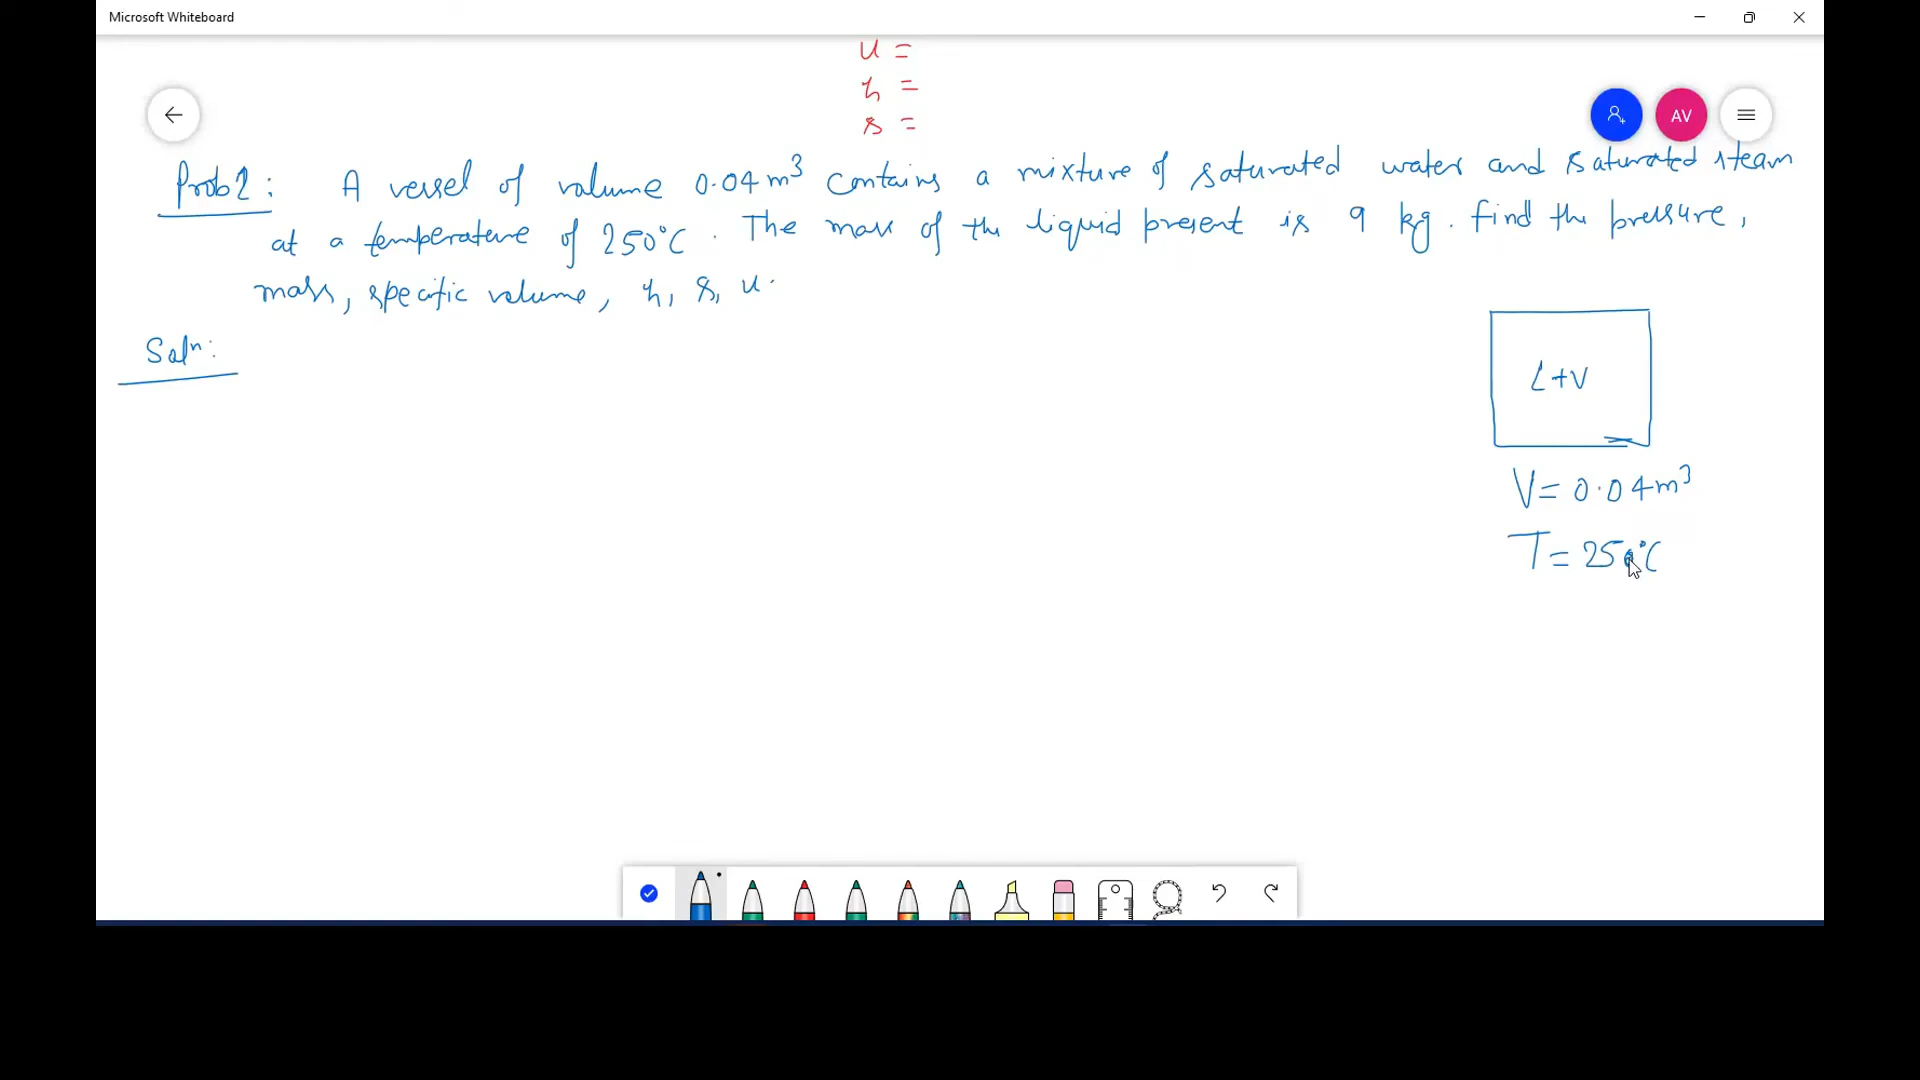 Microsoft Whiteboard
u =
h =
s =
AV
Prob2: A vessel of volume 0.04 m³ contains a mixture of saturated water and saturated steam
at a temperature of 250°C. The mass of the liquid present is 9 kg. find the pressure,
mass, specific volume, h, s, u.
Solⁿ:
L+V
V = 0.04 m³
T = 250°C